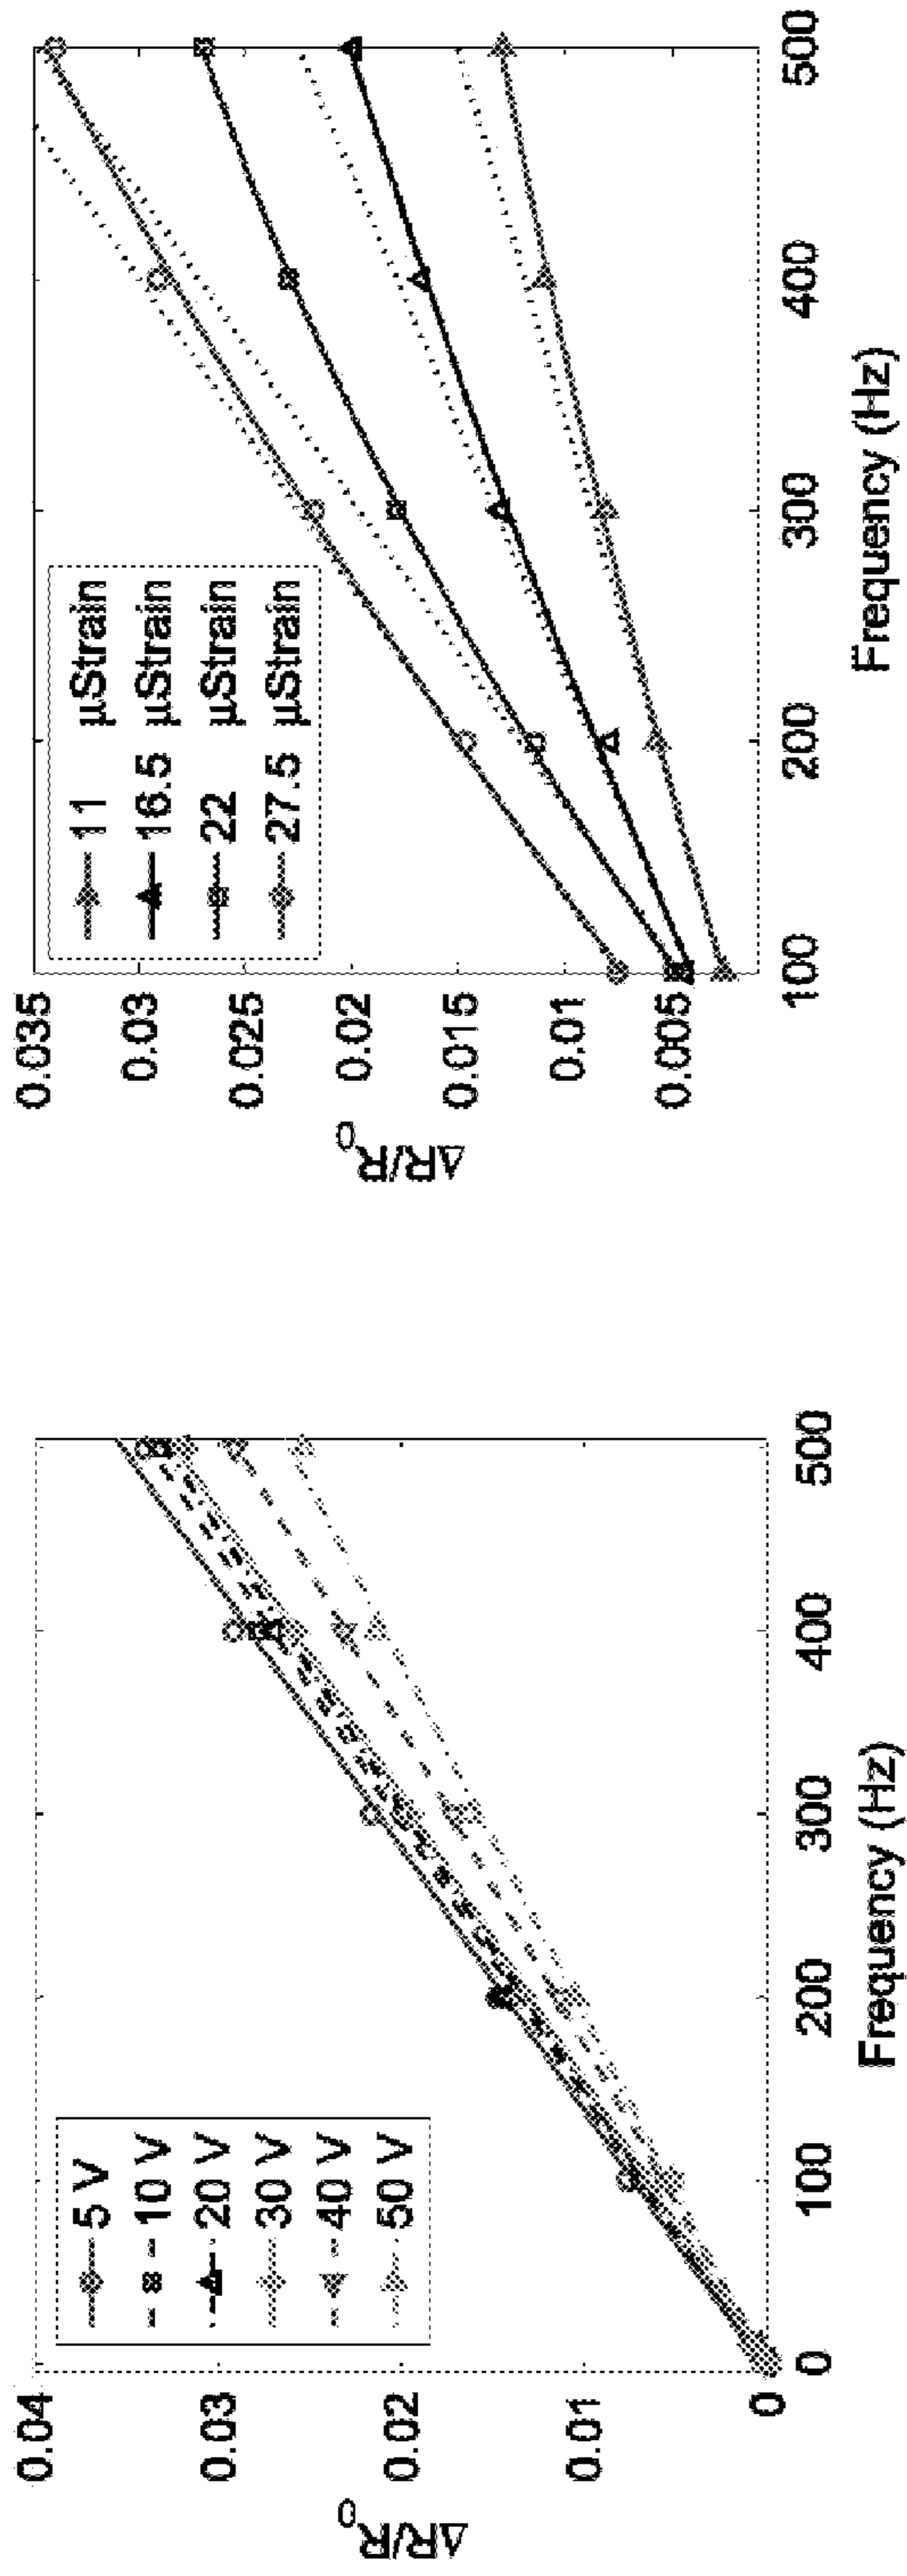 0.04
0.03
0.02
0.01
0
ΔR/R0
5 V
10 V
20 V
30 V
40 V
50 V
0 100 200 300 400 500
Frequency (Hz)
0.035
0.03
0.025
0.02
0.015
0.01
0.005
ΔR/R0
11 µStrain
16.5 µStrain
22 µStrain
27.5 µStrain
100 200 300 400 500
Frequency (Hz)